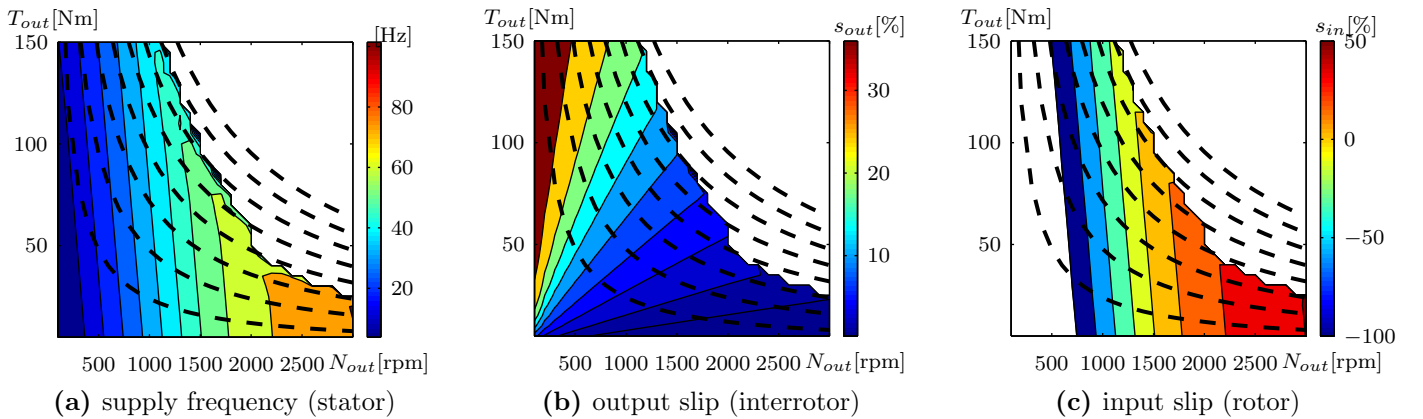 T_out[Nm]
150
100
50
500 1000 1500 2000 2500 N_out[rpm]
[Hz]
80
60
40
20
(a) supply frequency (stator)
T_out[Nm]
150
100
50
500 1000 1500 2000 2500 N_out[rpm]
s_out[%]
30
20
10
(b) output slip (interrotor)
T_out[Nm]
150
100
50
500 1000 1500 2000 2500 N_out[rpm]
s_in[%]
50
0
−50
−100
(c) input slip (rotor)